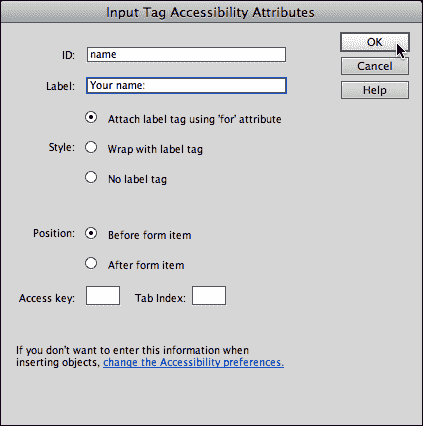 Input Tag Accessibility Attributes
ID: name
OK
Label: Your name:
Cancel
Help
Attach label tag using 'for' attribute
Style: Wrap with label tag
No label tag
Position: Before form item
After form item
Access key: Tab Index:
If you don't want to enter this information when
inserting objects, change the Accessibility preferences.